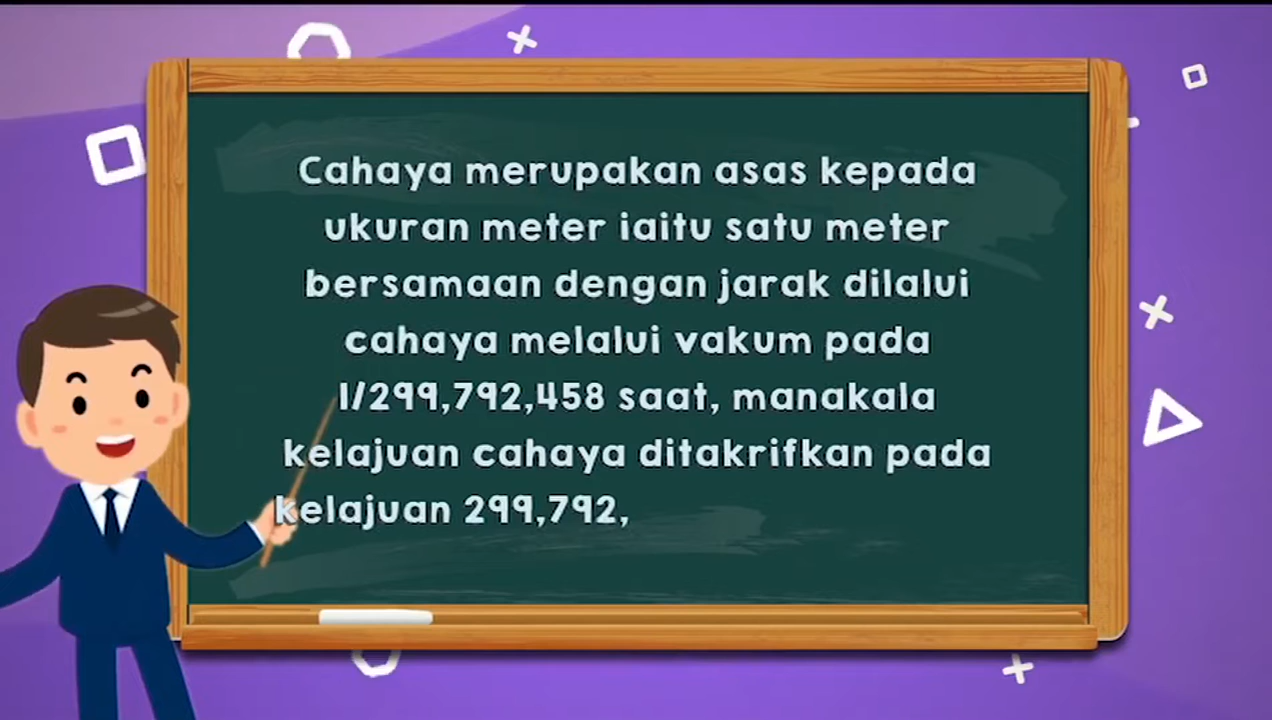 Cahaya merupakan asas kepada
ukuran meter iaitu satu meter
bersamaan dengan jarak dilalui
cahaya melalui vakum pada
1/299,792,458 saat, manakala
kelajuan cahaya ditakrifkan pada
kelajuan 299,792,